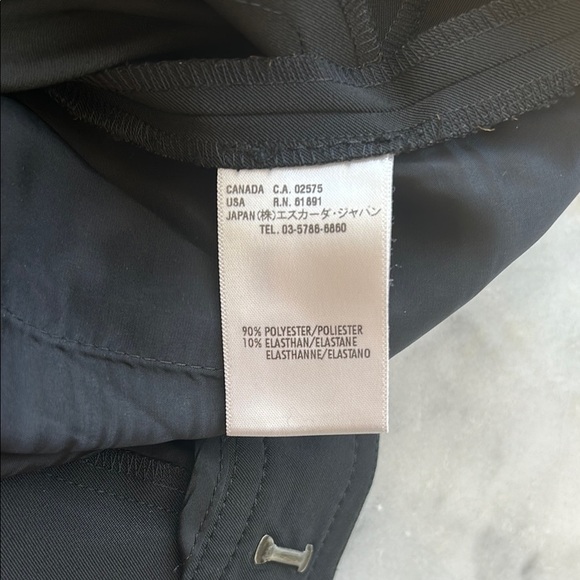 CANADA C.A. 02575
USA R.N. 61891
JAPAN(株)エスカーダ・ジャパン
TEL. 03-5786-6660
90% POLYESTER/POLIESTER
10% ELASTHAN/ELASTANE
ELASTHANNE/ELASTANO